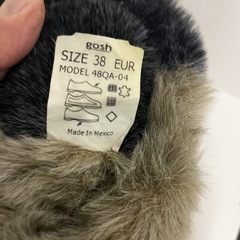 gosh
SIZE 38 EUR
MODEL 48QA-04
Made In Mexico